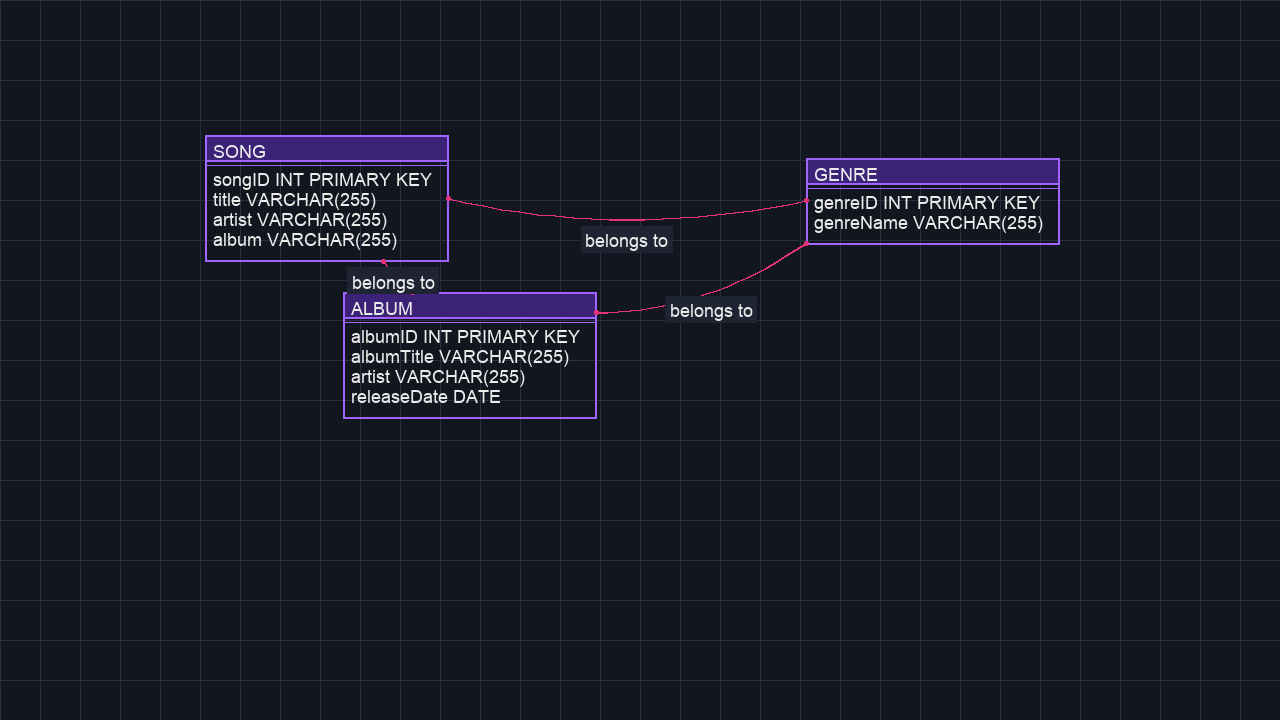 SONG
songID INT PRIMARY KEY
title VARCHAR(255)
artist VARCHAR(255)
album VARCHAR(255)
GENRE
genreID INT PRIMARY KEY
genreName VARCHAR(255)
belongs to
belongs to
belongs to
ALBUM
albumID INT PRIMARY KEY
albumTitle VARCHAR(255)
artist VARCHAR(255)
releaseDate DATE